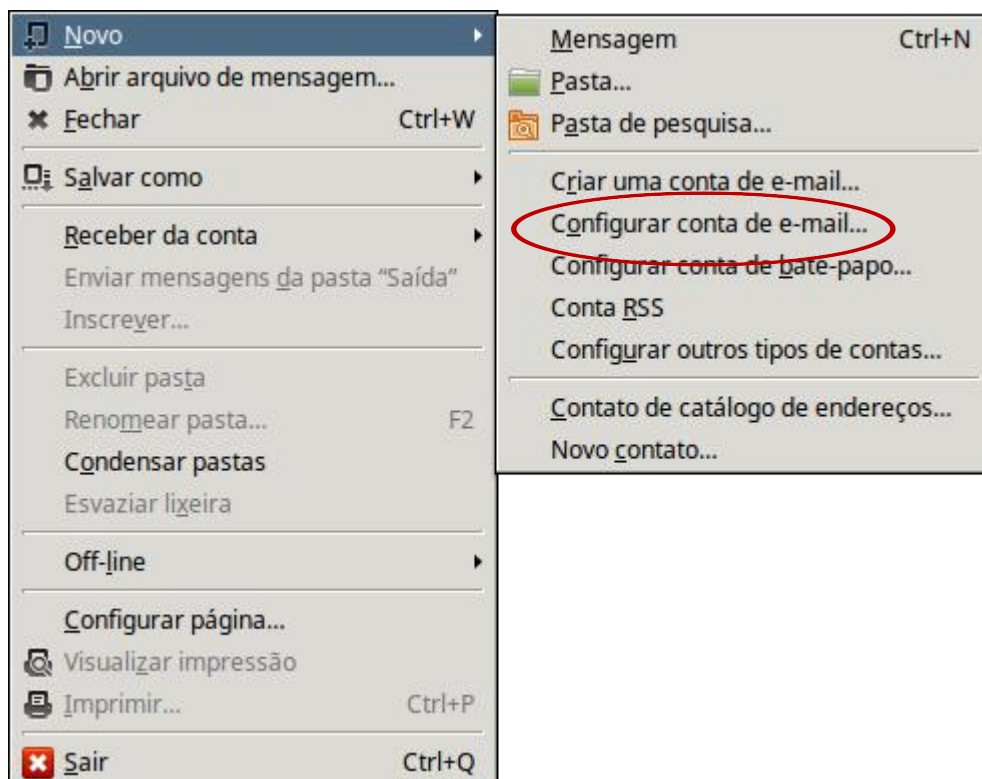 Novo
Abrir arquivo de mensagem...
Fechar Ctrl+W
Salvar como
Receber da conta
Enviar mensagens da pasta “Saída”
Inscrever...
Excluir pasta
Renomear pasta... F2
Condensar pastas
Esvaziar lixeira
Off-line
Configurar página...
Visualizar impressão
Imprimir... Ctrl+P
Sair Ctrl+Q
Mensagem Ctrl+N
Pasta...
Pasta de pesquisa...
Criar uma conta de e-mail...
Configurar conta de e-mail...
Configurar conta de bate-papo...
Conta RSS
Configurar outros tipos de contas...
Contato de catálogo de endereços...
Novo contato...